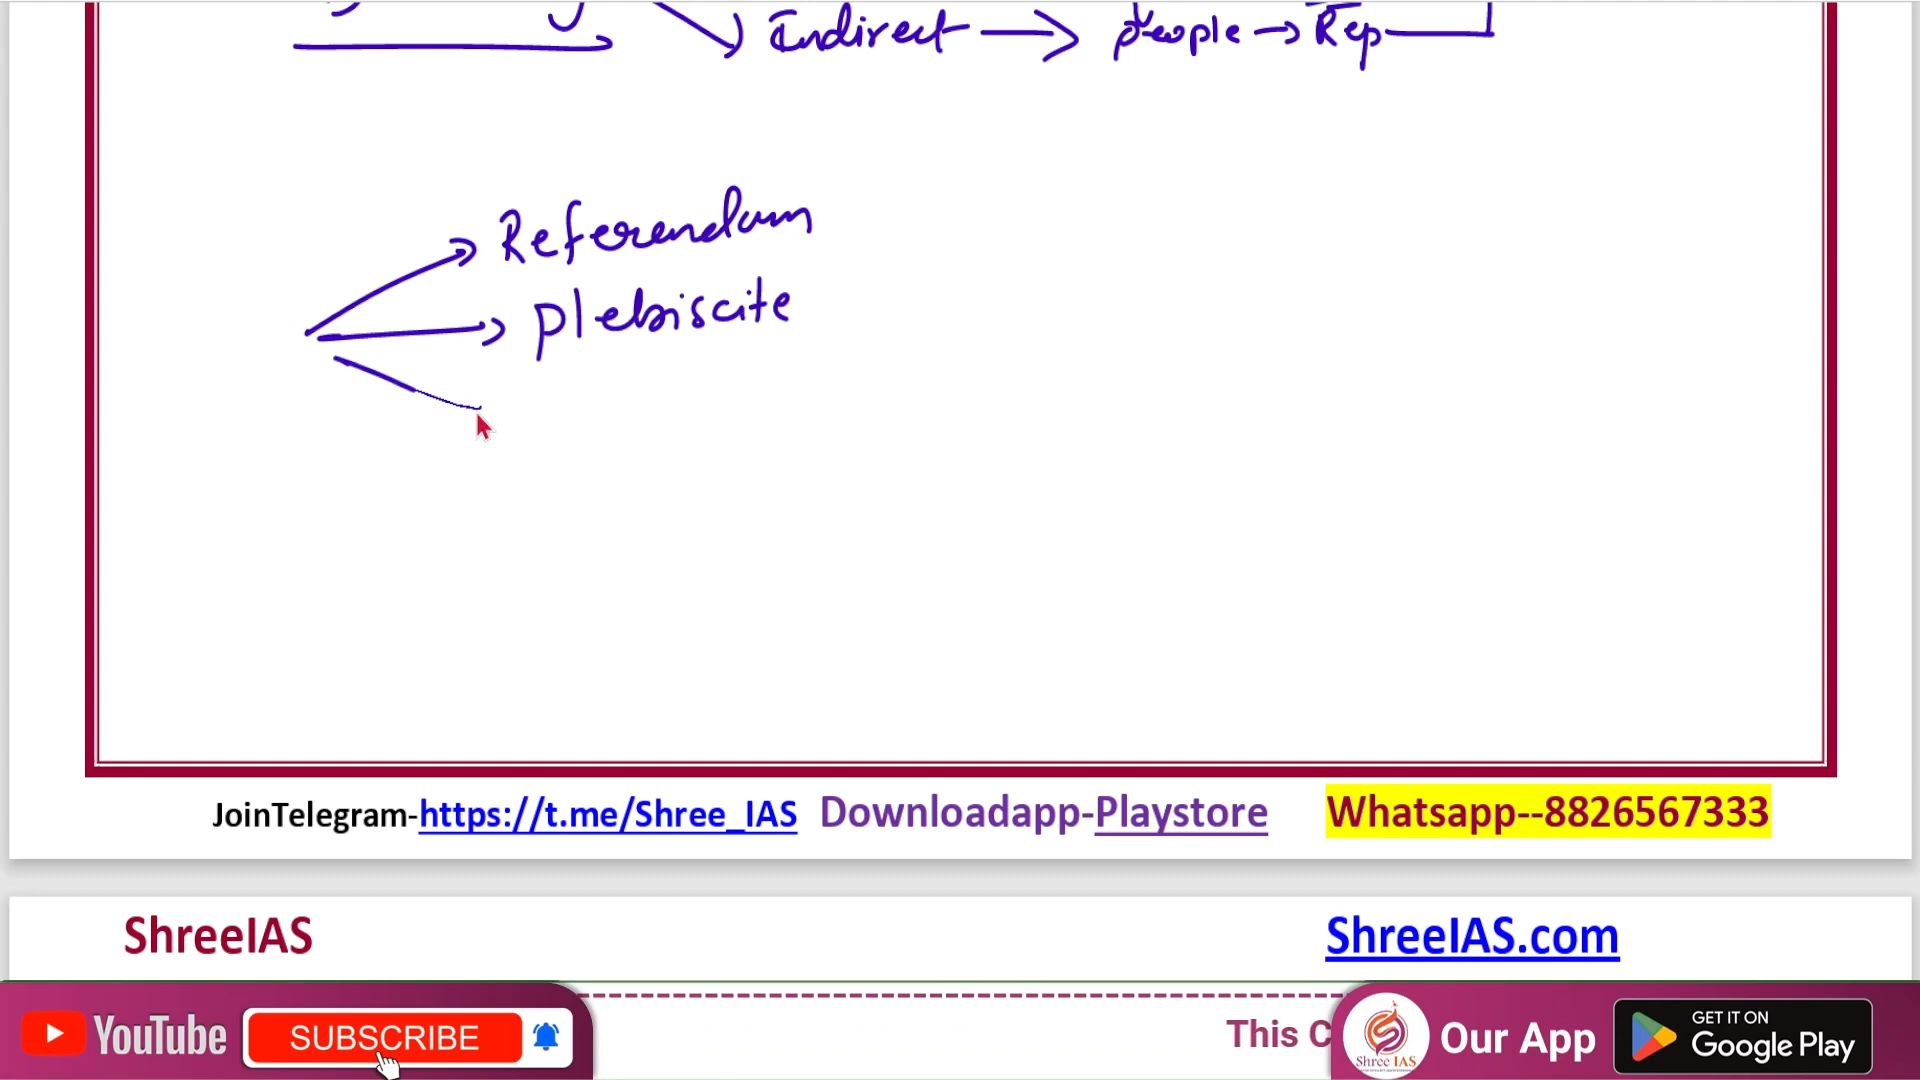 Indirect → people → Rep
Referendum
plebiscite
JoinTelegram-https://t.me/Shree_IAS Downloadapp-Playstore Whatsapp--8826567333
ShreeIAS ShreeIAS.com
YouTube SUBSCRIBE This C Shree IAS Our App GET IT ON Google Play